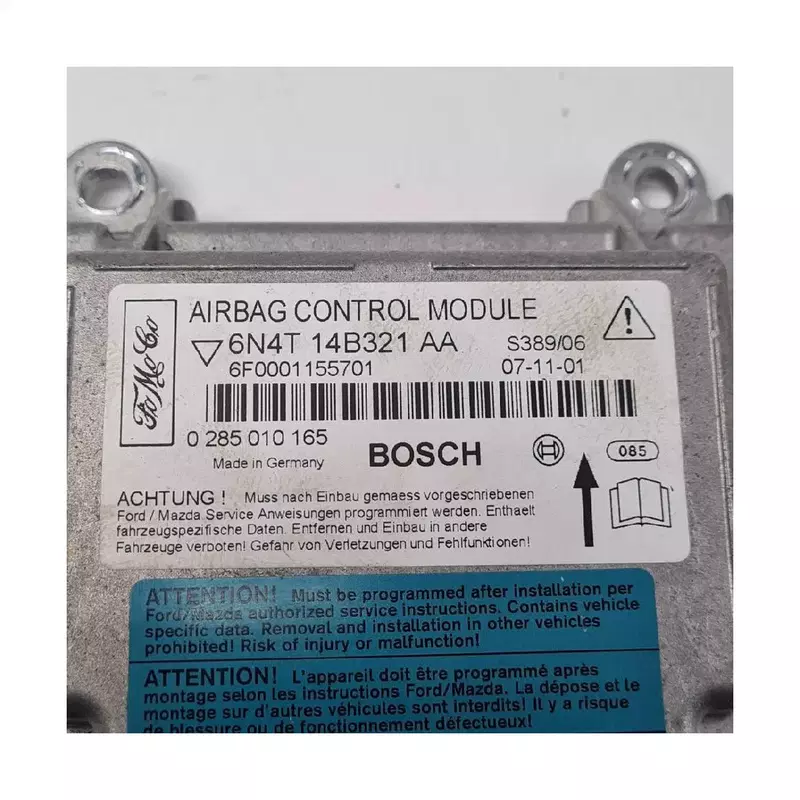 FoMoCo
AIRBAG CONTROL MODULE
6N4T 14B321 AA S389/06
6F0001155701 07-11-01
0 285 010 165 BOSCH 085
Made in Germany
ACHTUNG ! Muss nach Einbau gemaess vorgeschriebenen
Ford / Mazda Service Anweisungen programmiert werden. Enthaelt
fahrzeugspezifische Daten. Entfernen und Einbau in andere
Fahrzeuge verboten! Gefahr von Verletzungen und Fehlfunktionen!
ATTENTION! Must be programmed after installation per
Ford/Mazda authorized service instructions. Contains vehicle
specific data. Removal and installation in other vehicles
prohibited! Risk of injury or malfunction!
ATTENTION! L'appareil doit être programmé après
montage selon les instructions Ford/Mazda. La dépose et le
montage sur d'autres véhicules sont interdits! Il y a risque
de blessure ou de fonctionnement défectueux!